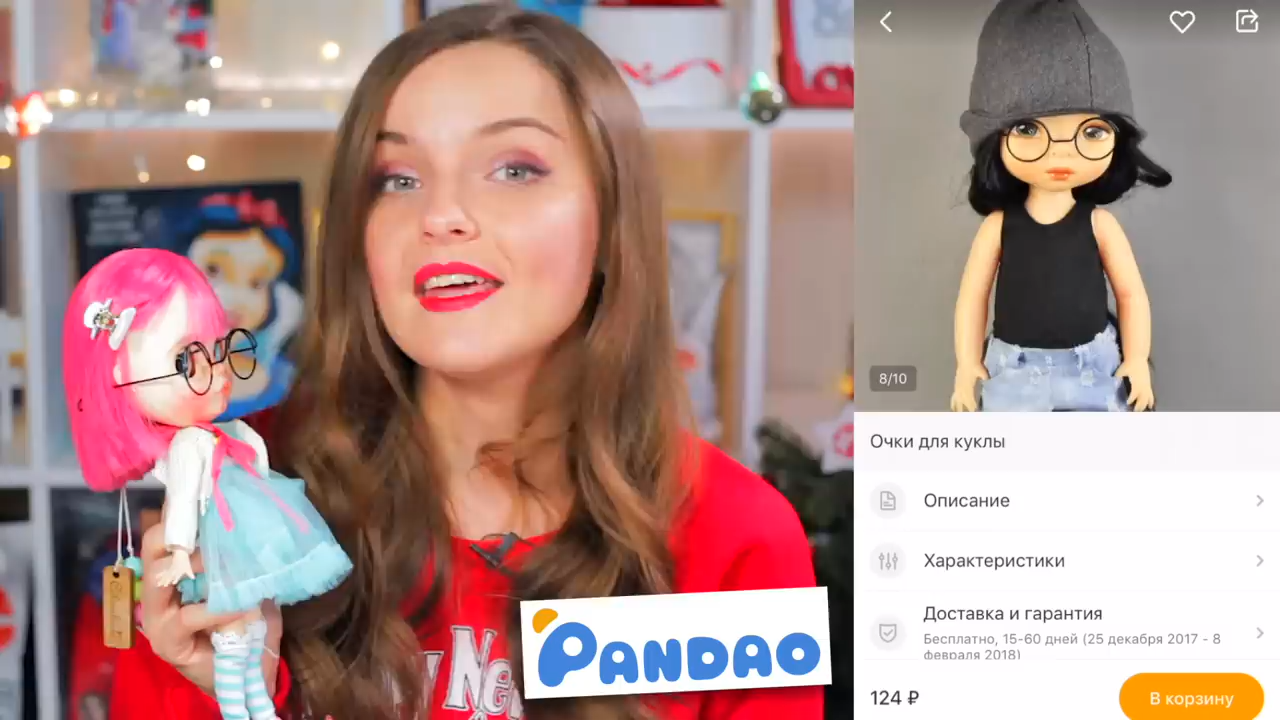 8/10
Очки для куклы
Описание
Характеристики
Доставка и гарантия
Бесплатно, 15-60 дней (25 декабря 2017 - 8
февраля 2018)
124 ₽
В корзину
PANDAO